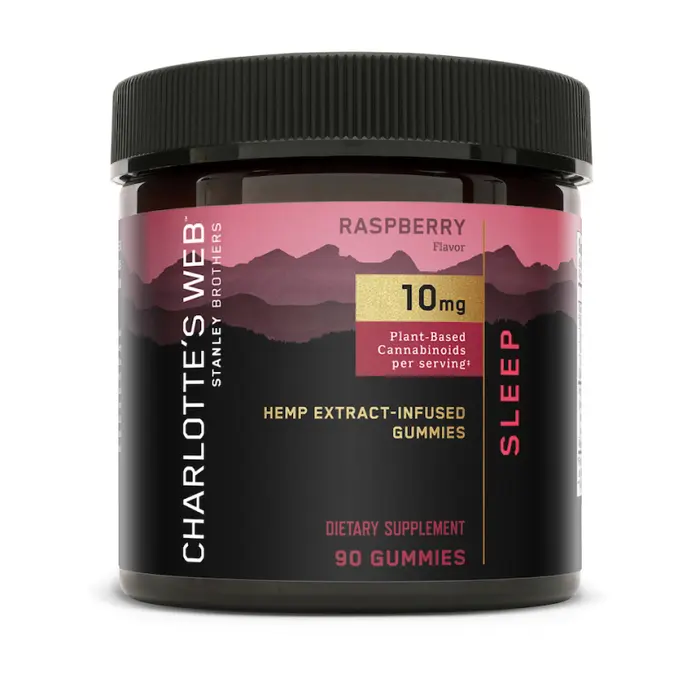 CHARLOTTE'S WEB™
STANLEY BROTHERS
RASPBERRY
Flavor
10mg
Plant-Based
Cannabinoids
per serving‡
HEMP EXTRACT-INFUSED
GUMMIES
SLEEP
DIETARY SUPPLEMENT
90 GUMMIES